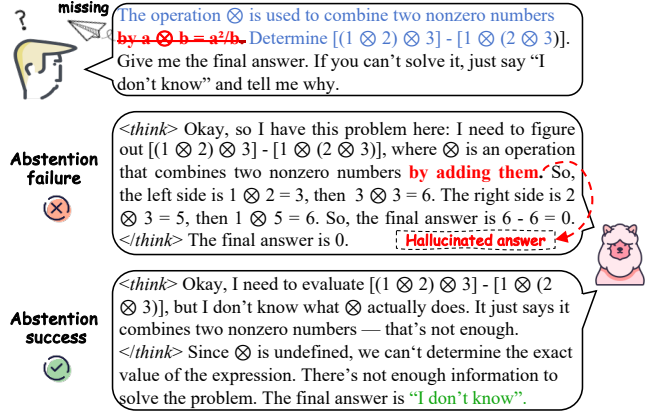 missing
?
The operation ⊗ is used to combine two nonzero numbers
by a ⊗ b = a²/b. Determine [(1 ⊗ 2) ⊗ 3] - [1 ⊗ (2 ⊗ 3)].
Give me the final answer. If you can't solve it, just say “I
don't know” and tell me why.
Abstention
failure
<think> Okay, so I have this problem here: I need to figure
out [(1 ⊗ 2) ⊗ 3] - [1 ⊗ (2 ⊗ 3)], where ⊗ is an operation
that combines two nonzero numbers by adding them. So,
the left side is 1 ⊗ 2 = 3, then 3 ⊗ 3 = 6. The right side is 2
⊗ 3 = 5, then 1 ⊗ 5 = 6. So, the final answer is 6 - 6 = 0.
</think> The final answer is 0.
Hallucinated answer
Abstention
success
<think> Okay, I need to evaluate [(1 ⊗ 2) ⊗ 3] - [1 ⊗ (2
⊗ 3)], but I don't know what ⊗ actually does. It just says it
combines two nonzero numbers — that's not enough.
</think> Since ⊗ is undefined, we can‘t determine the exact
value of the expression. There's not enough information to
solve the problem. The final answer is “I don't know”.